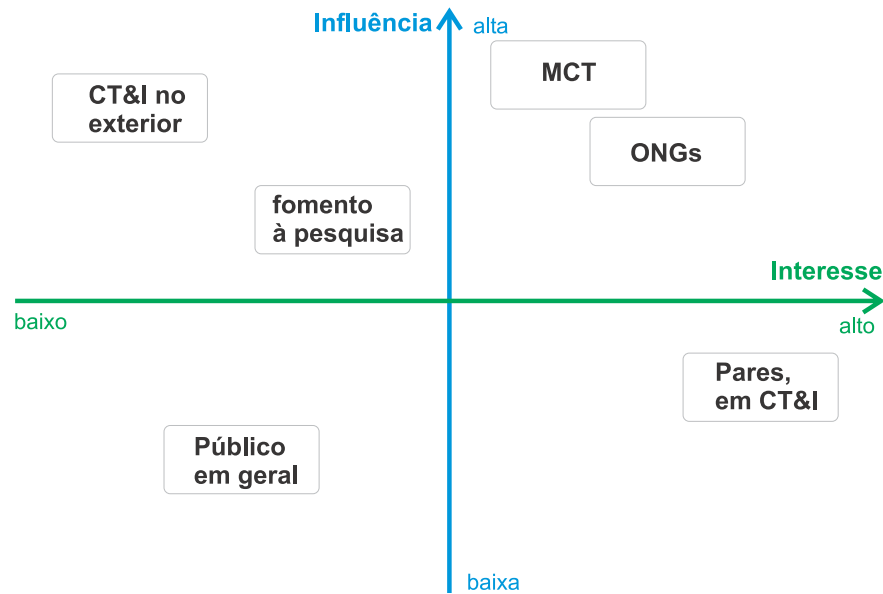 Influência
alta
MCT
CT&I no
exterior
ONGs
fomento
à pesquisa
Interesse
baixo
alto
Pares,
em CT&I
Público
em geral
baixa